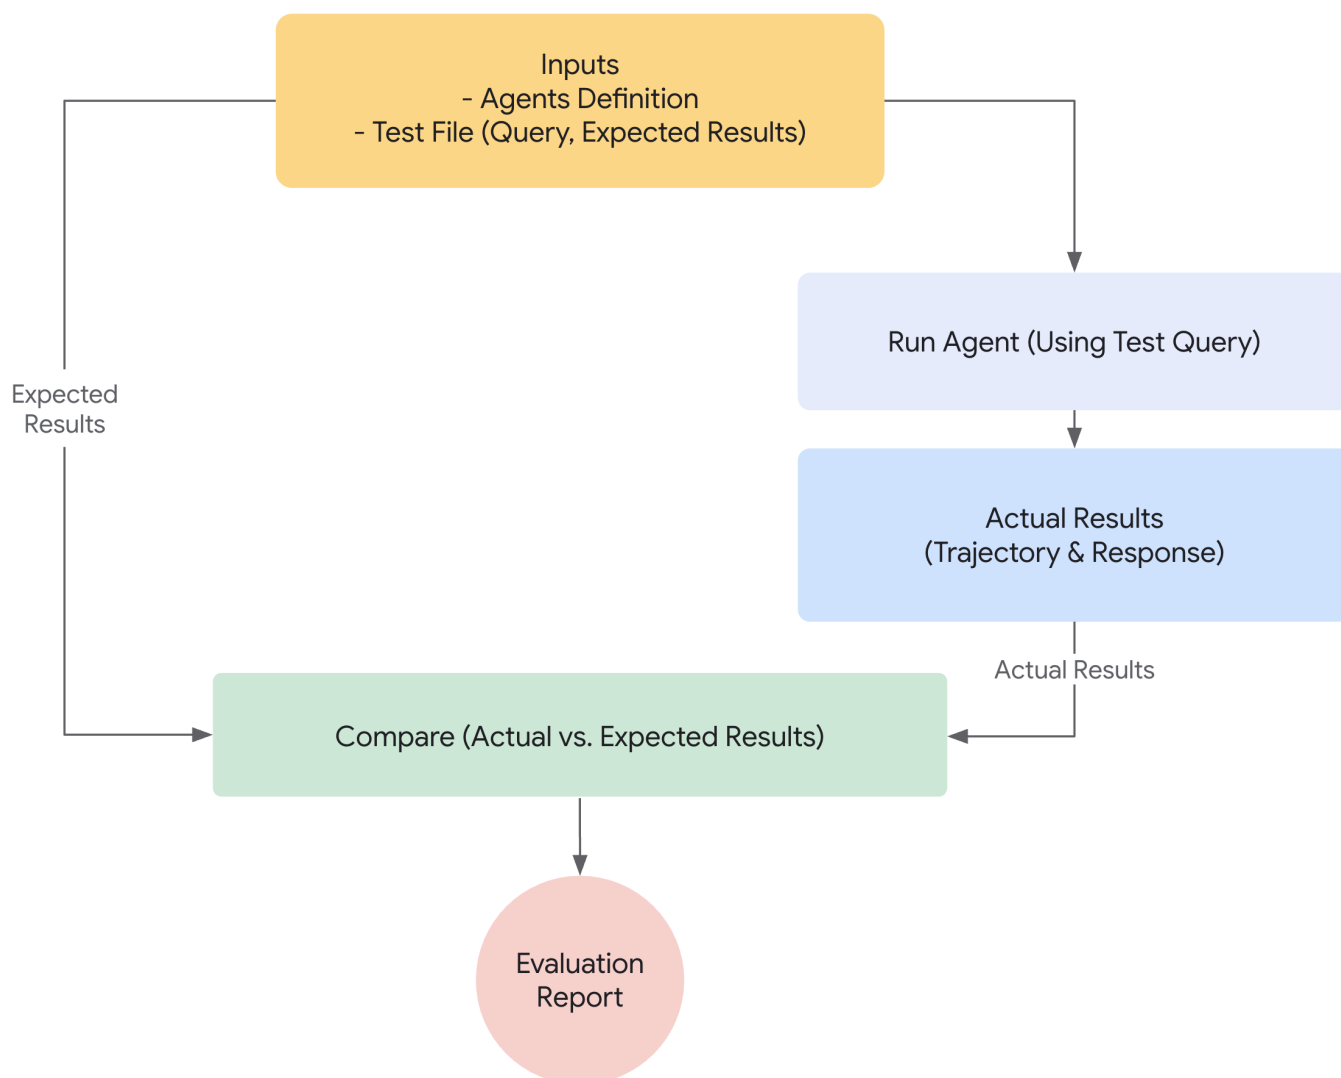 Inputs
- Agents Definition
- Test File (Query, Expected Results)
Run Agent (Using Test Query)
Expected
Results
Actual Results
(Trajectory & Response)
Actual Results
Compare (Actual vs. Expected Results)
Evaluation
Report